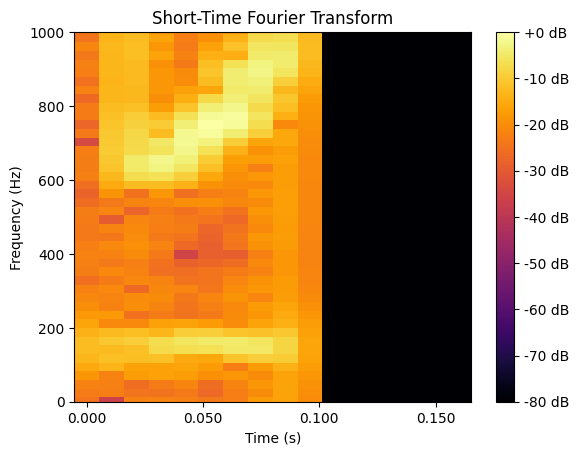 Short-Time Fourier Transform
1000
800
600
400
200
0
Frequency (Hz)
0.000
0.050
0.100
0.150
Time (s)
+0 dB
-10 dB
-20 dB
-30 dB
-40 dB
-50 dB
-60 dB
-70 dB
-80 dB